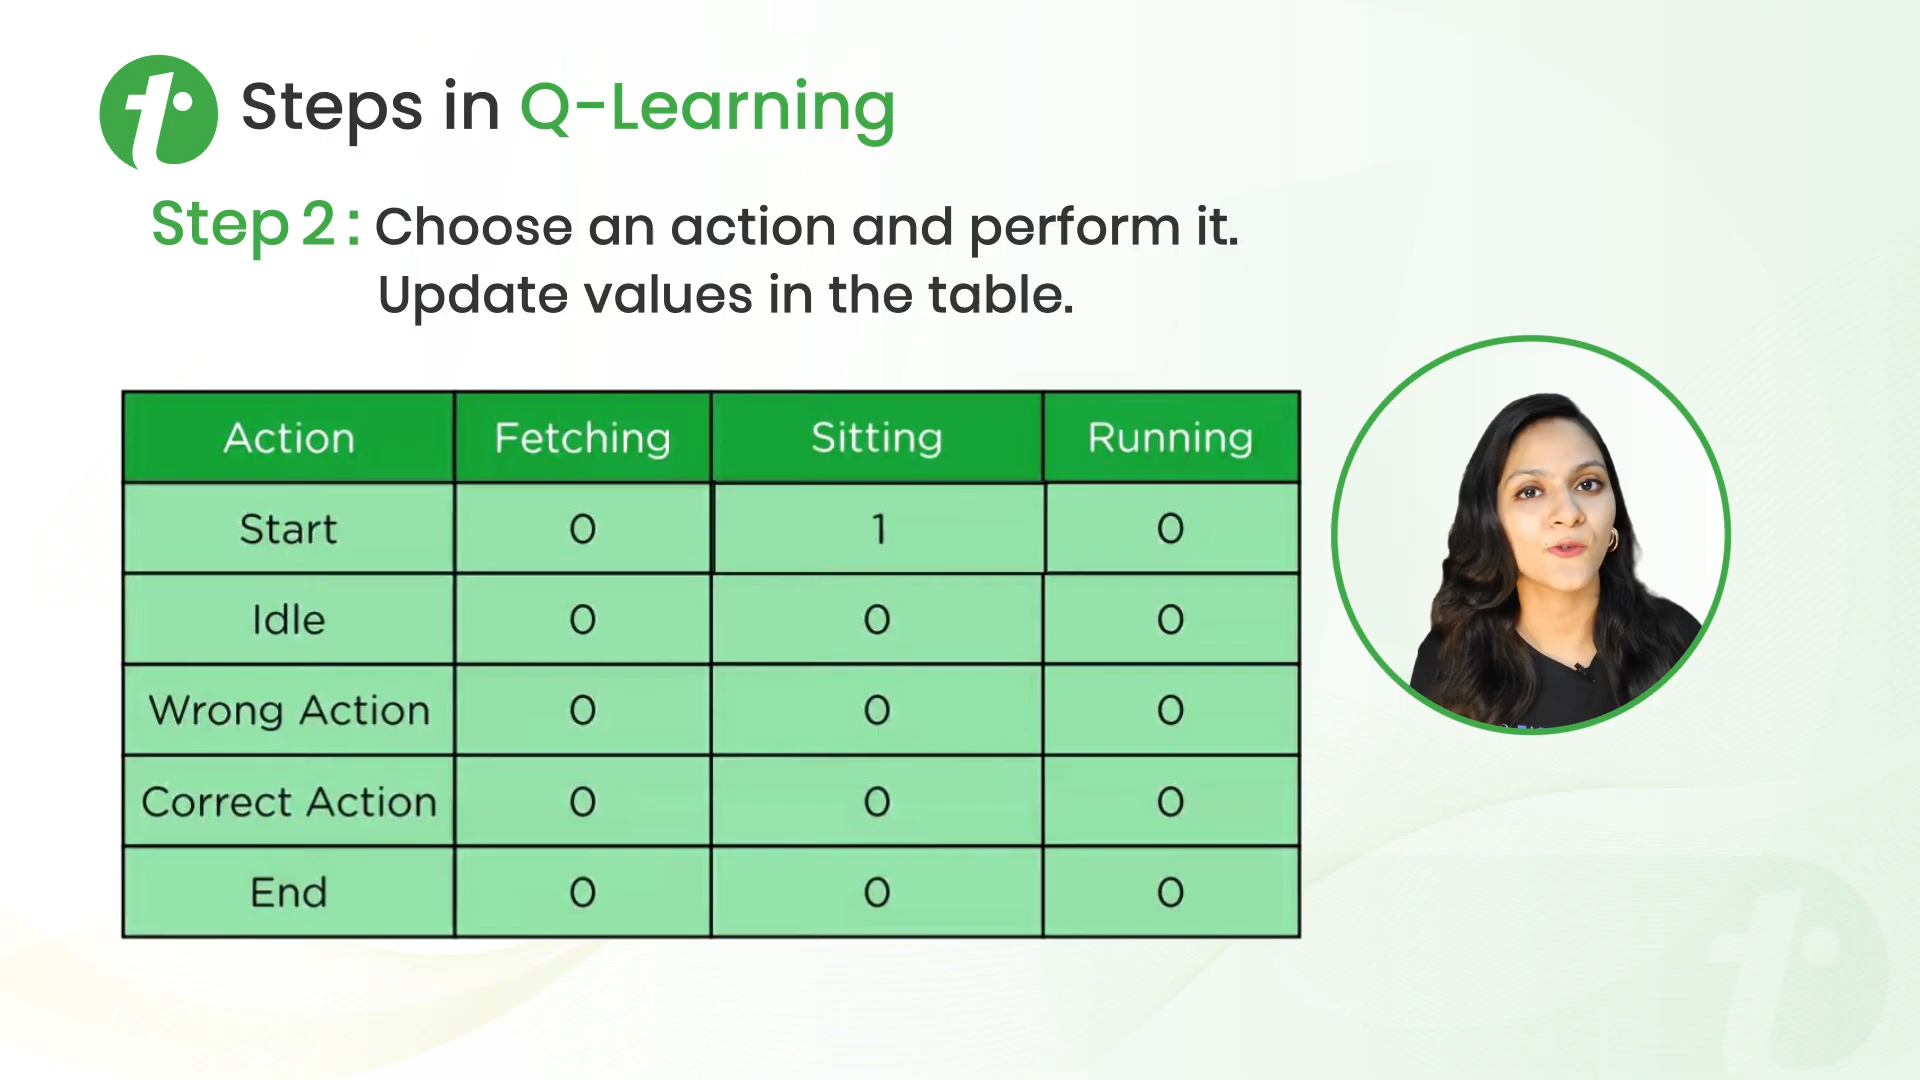 Steps in Q-Learning
Step 2: Choose an action and perform it.
Update values in the table.
Action Fetching Sitting Running
Start 0 1 0
Idle 0 0 0
Wrong Action 0 0 0
Correct Action 0 0 0
End 0 0 0